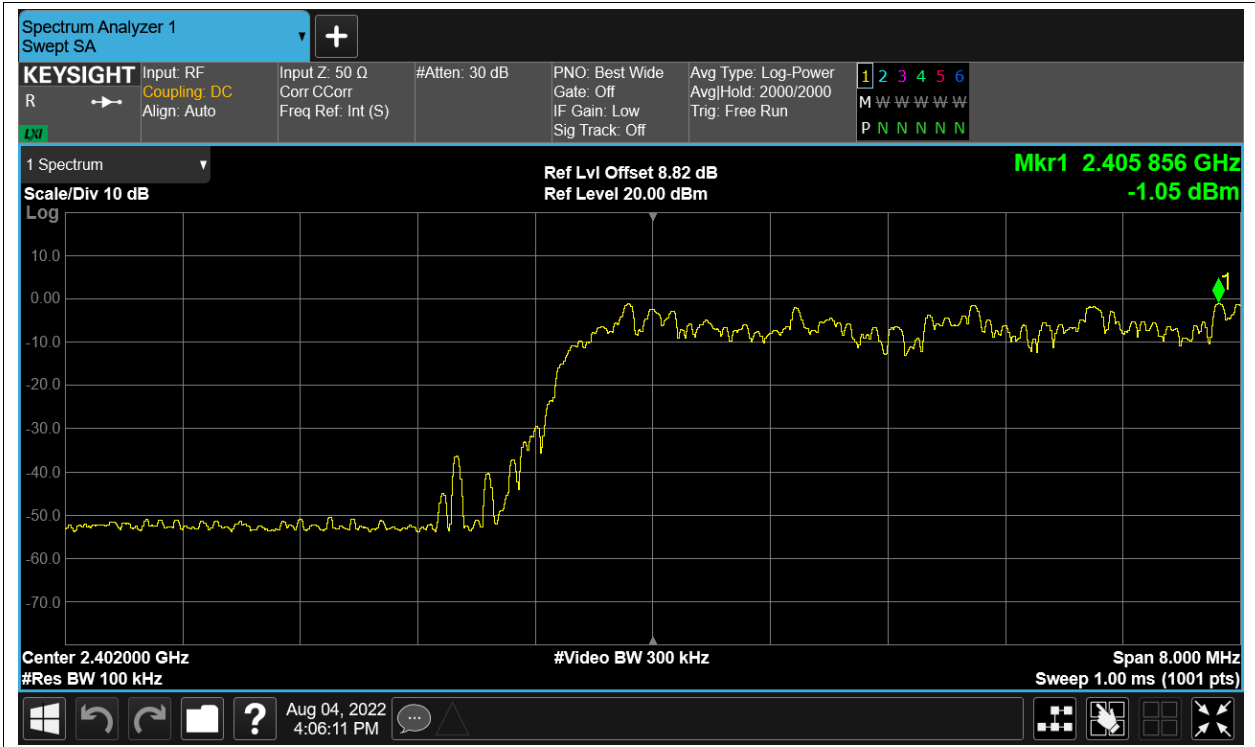 Spectrum Analyzer 1
Swept SA
+
KEYSIGHT
R
LXI
Input: RF
Coupling: DC
Align: Auto
Input Z: 50 Ω
Corr CCorr
Freq Ref: Int (S)
#Atten: 30 dB
PNO: Best Wide
Gate: Off
IF Gain: Low
Sig Track: Off
Avg Type: Log-Power
Avg|Hold: 2000/2000
Trig: Free Run
1 2 3 4 5 6
M W W W W W
P N N N N N
1 Spectrum
Scale/Div 10 dB
Log
Ref Lvl Offset 8.82 dB
Ref Level 20.00 dBm
Mkr1 2.405 856 GHz
-1.05 dBm
1
10.0
0.00
-10.0
-20.0
-30.0
-40.0
-50.0
-60.0
-70.0
Center 2.402000 GHz
#Res BW 100 kHz
#Video BW 300 kHz
Span 8.000 MHz
Sweep 1.00 ms (1001 pts)
?
Aug 04, 2022
4:06:11 PM